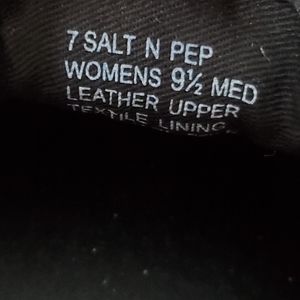 7 SALT N PEP
WOMENS 9½ MED
LEATHER UPPER
TEXTILE LINING